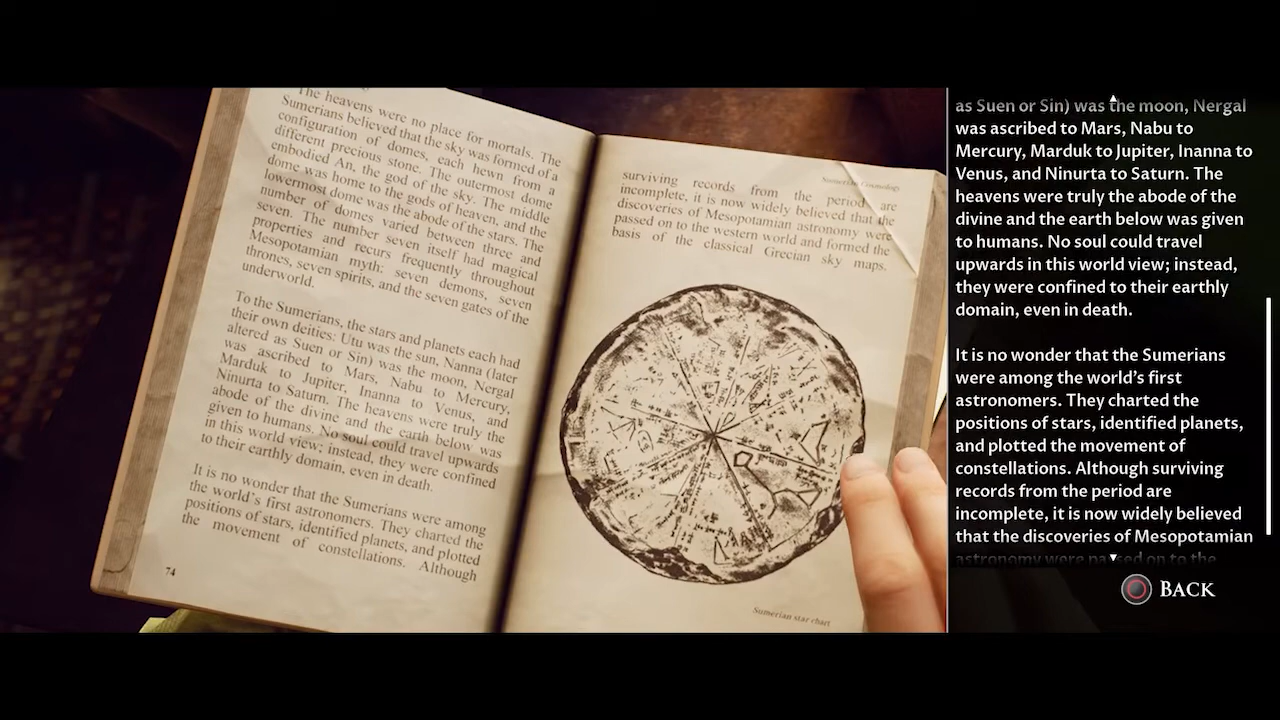 The heavens were no place for mortals. The
Sumerians believed that the sky was formed of a
configuration of domes, each hewn from a
different precious stone. The outermost dome
embodied An, the god of the sky. The middle
dome was home to the gods of heaven, and the
lowermost dome was the abode of the stars. The
number of domes varied between three and
seven. The number seven itself had magical
properties and recurs frequently throughout
Mesopotamian myth; seven demons, seven
thrones, seven spirits, and the seven gates of the
underworld.
To the Sumerians, the stars and planets each had
their own deities: Utu was the sun, Nanna (later
altered as Suen or Sin) was the moon, Nergal
was ascribed to Mars, Nabu to Mercury,
Marduk to Jupiter, Inanna to Venus, and
Ninurta to Saturn. The heavens were truly the
abode of the divine and the earth below was
given to humans. No soul could travel upwards
in this world view; instead, they were confined
to their earthly domain, even in death.
It is no wonder that the Sumerians were among
the world's first astronomers. They charted the
positions of stars, identified planets, and plotted
the movement of constellations. Although
74
Sumerian Cosmology
surviving records from the period are
incomplete, it is now widely believed that the
discoveries of Mesopotamian astronomy were
passed on to the western world and formed the
basis of the classical Grecian sky maps.
Sumerian star chart
as Suen or Sin) was the moon, Nergal
was ascribed to Mars, Nabu to
Mercury, Marduk to Jupiter, Inanna to
Venus, and Ninurta to Saturn. The
heavens were truly the abode of the
divine and the earth below was given
to humans. No soul could travel
upwards in this world view; instead,
they were confined to their earthly
domain, even in death.
It is no wonder that the Sumerians
were among the world's first
astronomers. They charted the
positions of stars, identified planets,
and plotted the movement of
constellations. Although surviving
records from the period are
incomplete, it is now widely believed
that the discoveries of Mesopotamian
astronomy were passed on to the
BACK